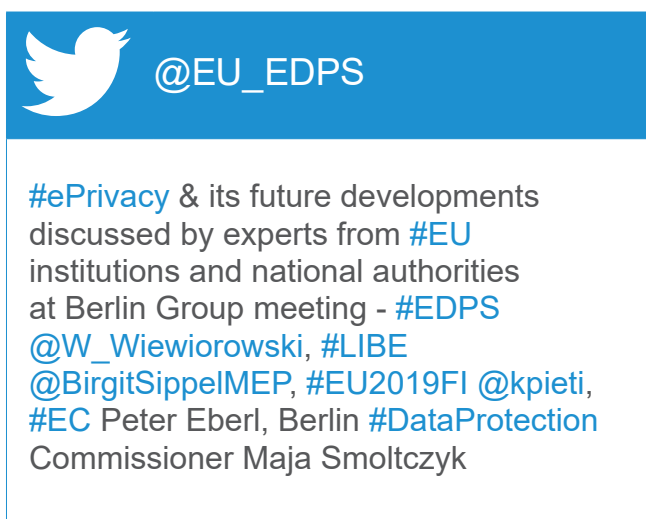 @EU_EDPS
#ePrivacy & its future developments
discussed by experts from #EU
institutions and national authorities
at Berlin Group meeting - #EDPS
@W_Wiewiorowski, #LIBE
@BirgitSippelMEP, #EU2019FI @kpieti,
#EC Peter Eberl, Berlin #DataProtection
Commissioner Maja Smoltczyk